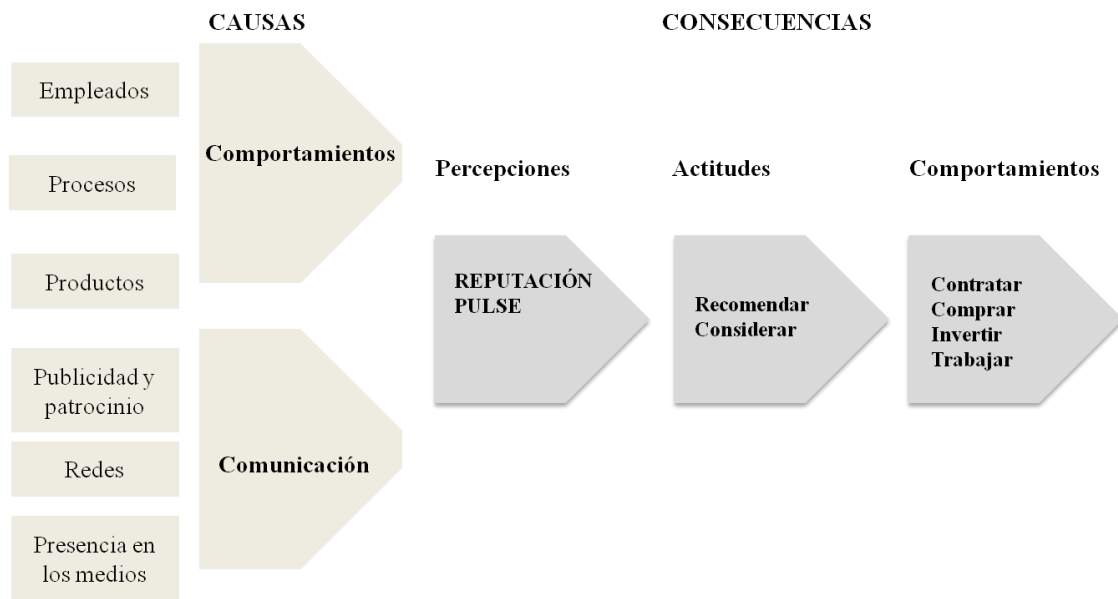 CAUSAS
CONSECUENCIAS
Empleados
Procesos
Productos
Comportamientos
Publicidad y
patrocinio
Redes
Presencia en
los medios
Comunicación
Percepciones
REPUTACIÓN
PULSE
Actitudes
Recomendar
Considerar
Comportamientos
Contratar
Comprar
Invertir
Trabajar